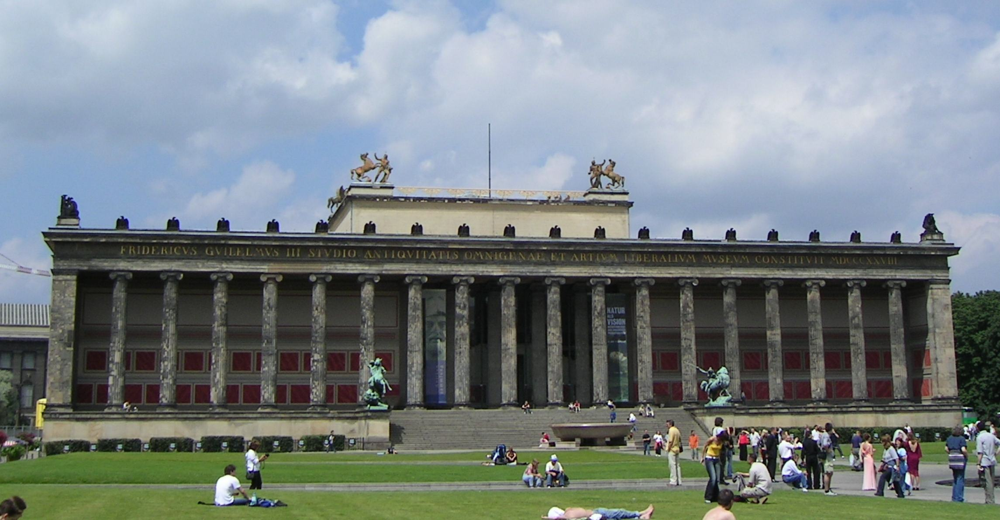 FRIDERICVS GVILELMVS III STVDIO ANTIQVITATIS OMNIGENAE ET ARTIVM LIBERALIVM MVSEVM CONSTITVIT MDCCCXXVIII
NATUR
ALS
VISION